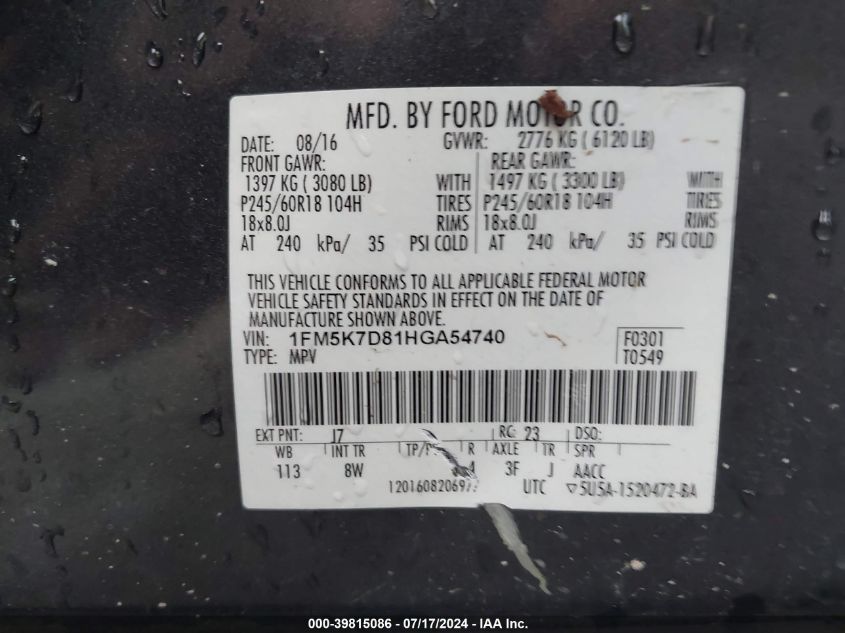 MFD. BY FORD MOTOR CO.
DATE: 08/16 GVWR: 2776 KG ( 6120 LB)
FRONT GAWR: REAR GAWR:
1397 KG ( 3080 LB) WITH 1497 KG ( 3300 LB) WITH
P245/60R18 104H TIRES P245/60R18 104H TIRES
18x8.0J RIMS 18x8.0J RIMS
AT 240 kPa/ 35 PSI COLD AT 240 kPa/ 35 PSI COLD
THIS VEHICLE CONFORMS TO ALL APPLICABLE FEDERAL MOTOR
VEHICLE SAFETY STANDARDS IN EFFECT ON THE DATE OF
MANUFACTURE SHOWN ABOVE.
VIN: 1FM5K7D81HGA54740 F0301
TYPE: MPV T0549
EXT PNT: J7 RC: 23 DSO:
WB INT TR R AXLE TR SPR
113 8W 4 3F J AACC
UTC ▽5U5A-1520472-BA
000-39815086 / 07/17/2024 - IAA Inc.